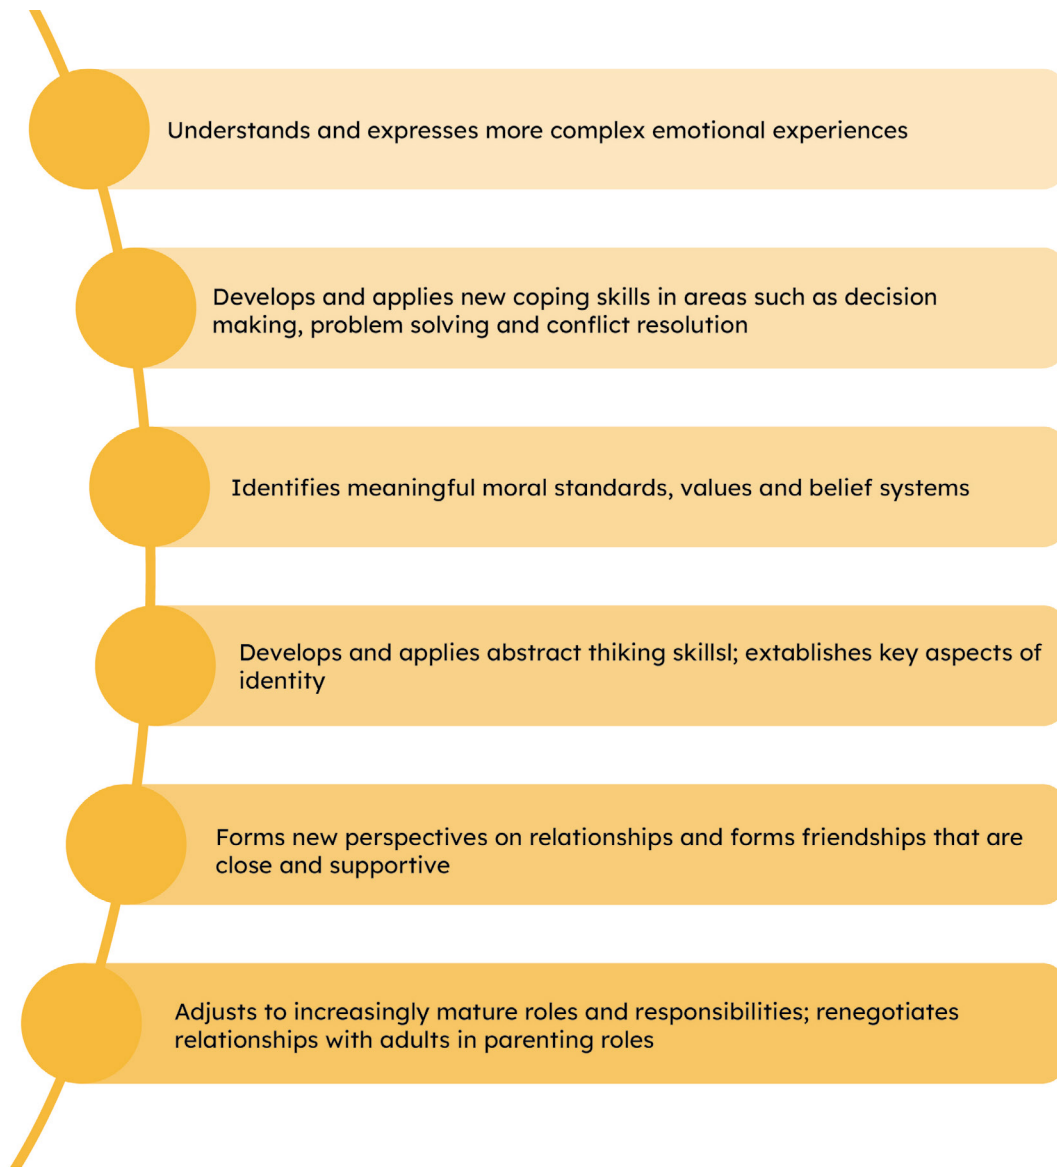 Understands and expresses more complex emotional experiences
Develops and applies new coping skills in areas such as decision
making, problem solving and conflict resolution
Identifies meaningful moral standards, values and belief systems
Develops and applies abstract thiking skillsl; extablishes key aspects of
identity
Forms new perspectives on relationships and forms friendships that are
close and supportive
Adjusts to increasingly mature roles and responsibilities; renegotiates
relationships with adults in parenting roles